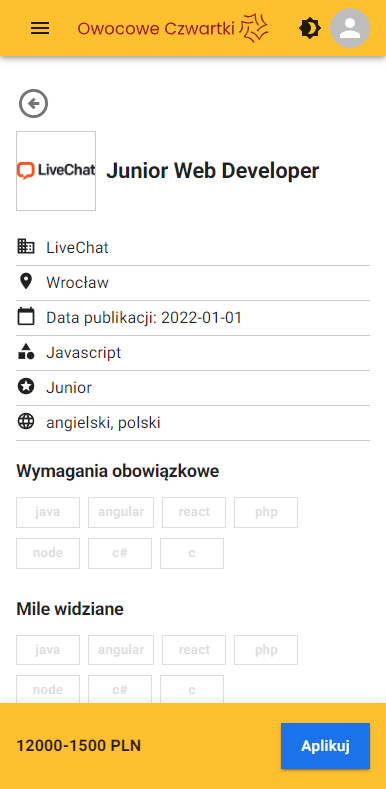 Owocowe Czwartki
LiveChat
Junior Web Developer
LiveChat
Wrocław
Data publikacji: 2022-01-01
Javascript
Junior
angielski, polski
Wymagania obowiązkowe
java angular react php
node c# c
Mile widziane
java angular react php
node c# c
12000-1500 PLN
Aplikuj